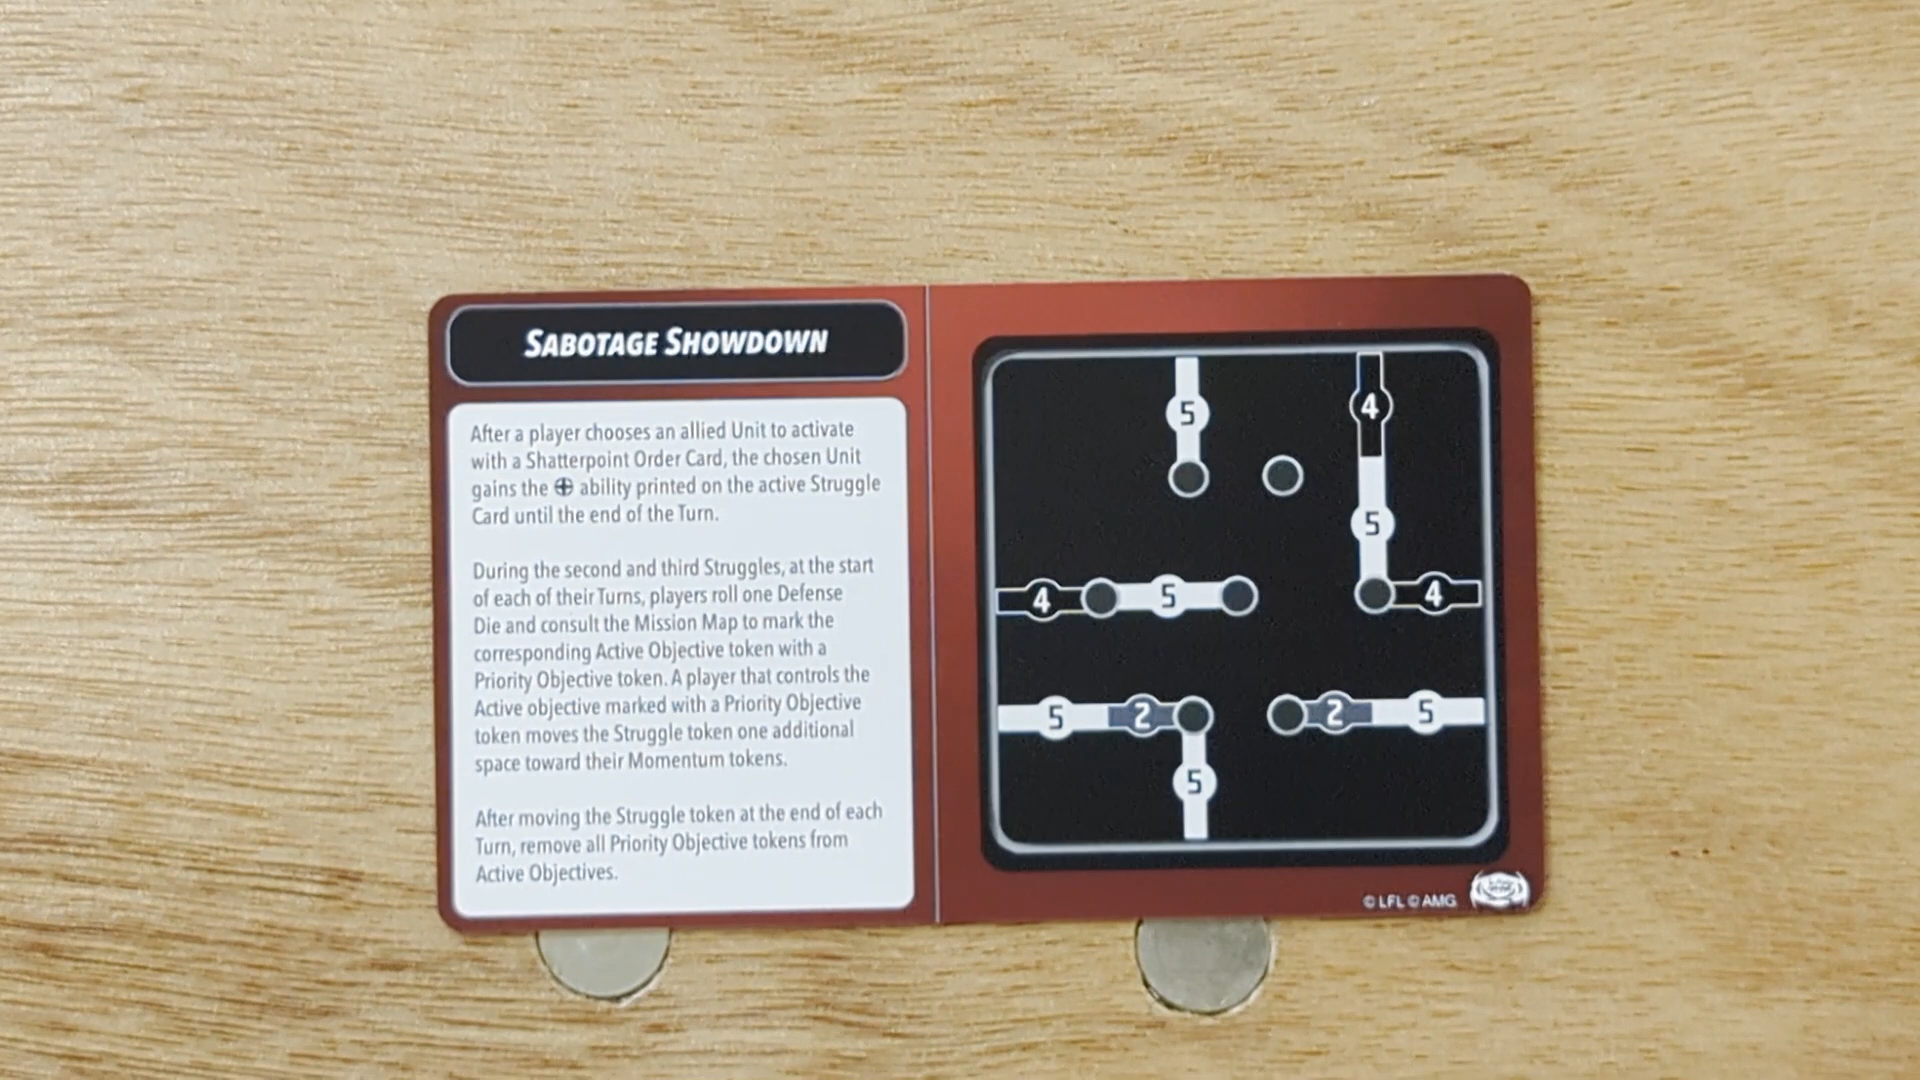 SABOTAGE SHOWDOWN
After a player chooses an allied Unit to activate
with a Shatterpoint Order Card, the chosen Unit
gains the ability printed on the active Struggle
Card until the end of the Turn.
During the second and third Struggles, at the start
of each of their Turns, players roll one Defense
Die and consult the Mission Map to mark the
corresponding Active Objective token with a
Priority Objective token. A player that controls the
Active objective marked with a Priority Objective
token moves the Struggle token one additional
space toward their Momentum tokens.
After moving the Struggle token at the end of each
Turn, remove all Priority Objective tokens from
Active Objectives.
5 4
5
4 5 4
5 2 2 5
5
© LFL © AMG